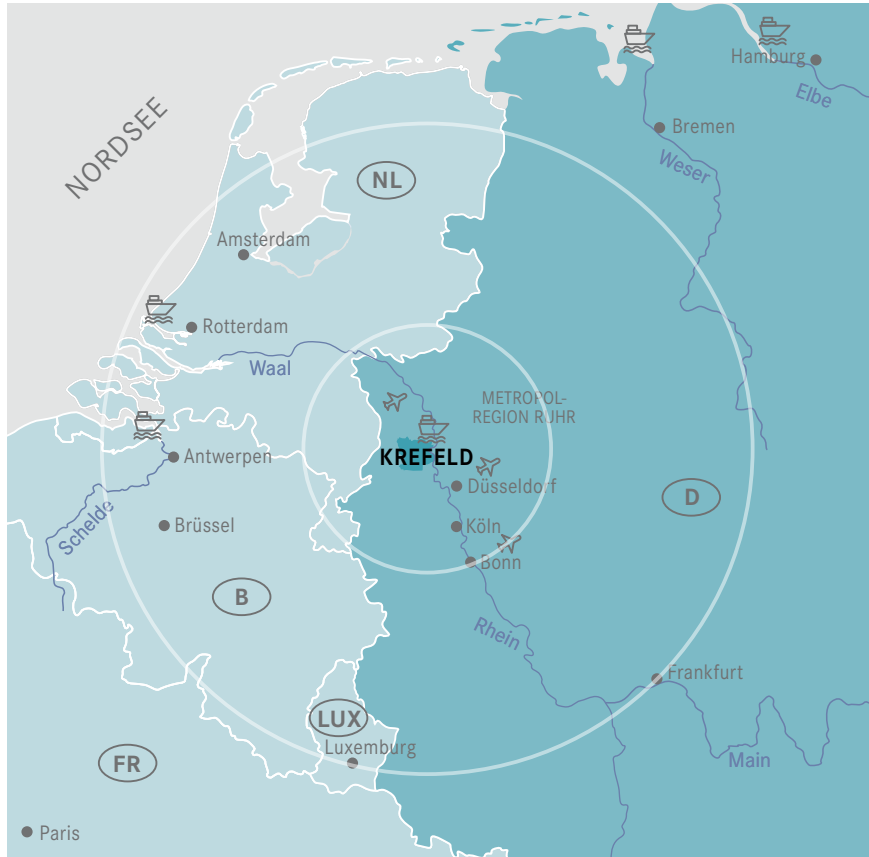 Hamburg
Elbe
NORDSEE
Bremen
Weser
NL
Amsterdam
Rotterdam
Waal
METROPOL-
REGION RUHR
KREFELD
Antwerpen
Düsseldorf
D
Schelde
Brüssel
Köln
Bonn
B
Rhein
Frankfurt
LUX
Luxemburg
Main
FR
Paris